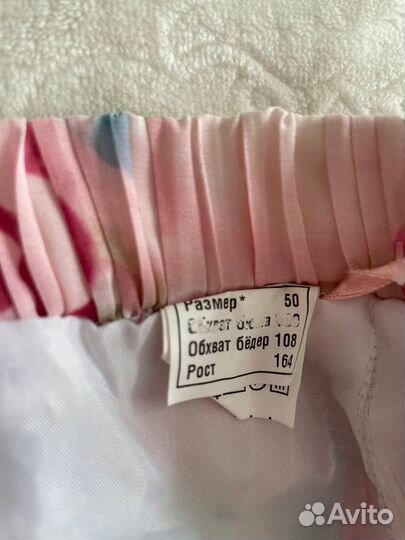 Размер* 50
Обхват
Обхват бёдер 108
Рост 164
Avito